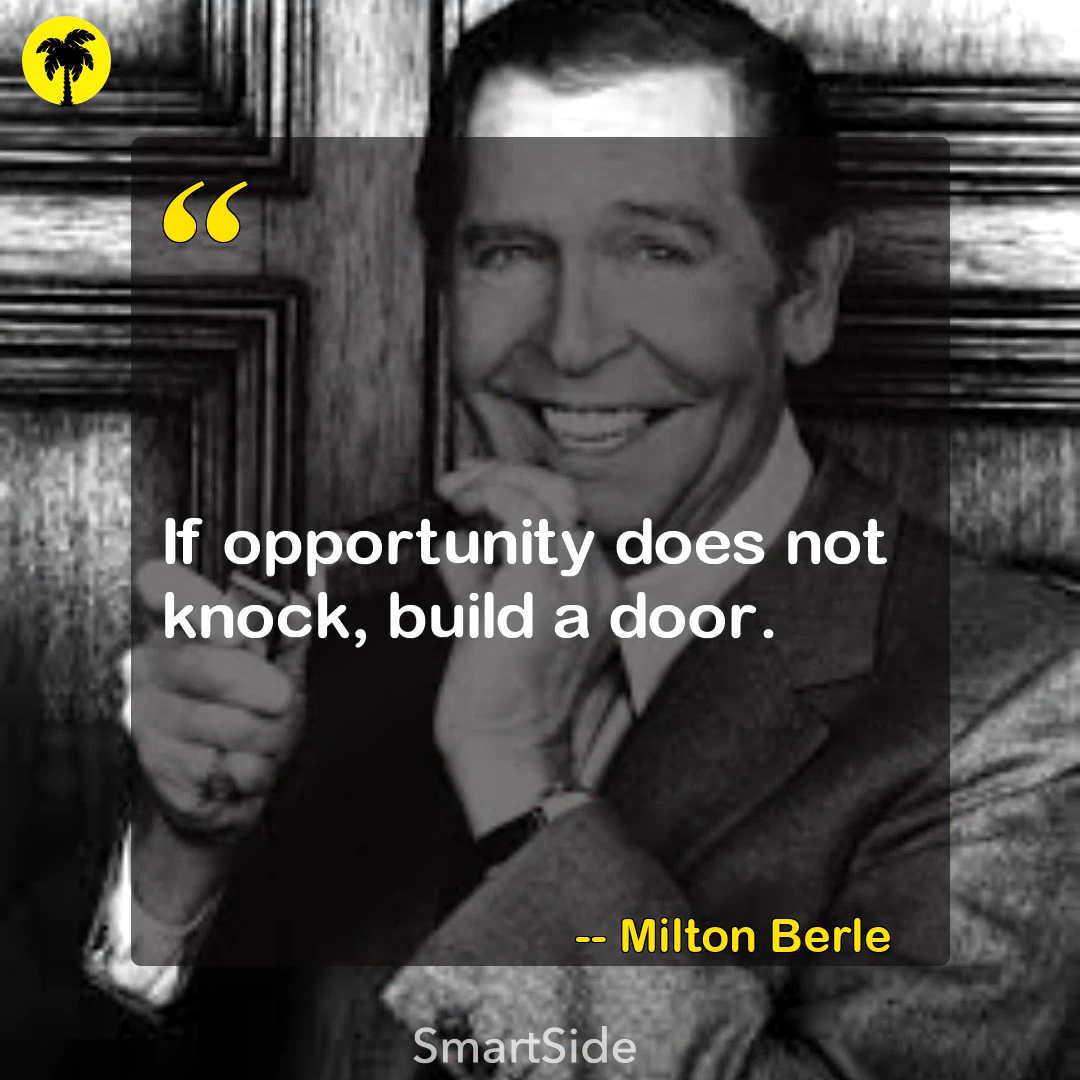 “
If opportunity does not
knock, build a door.
-- Milton Berle
SmartSide